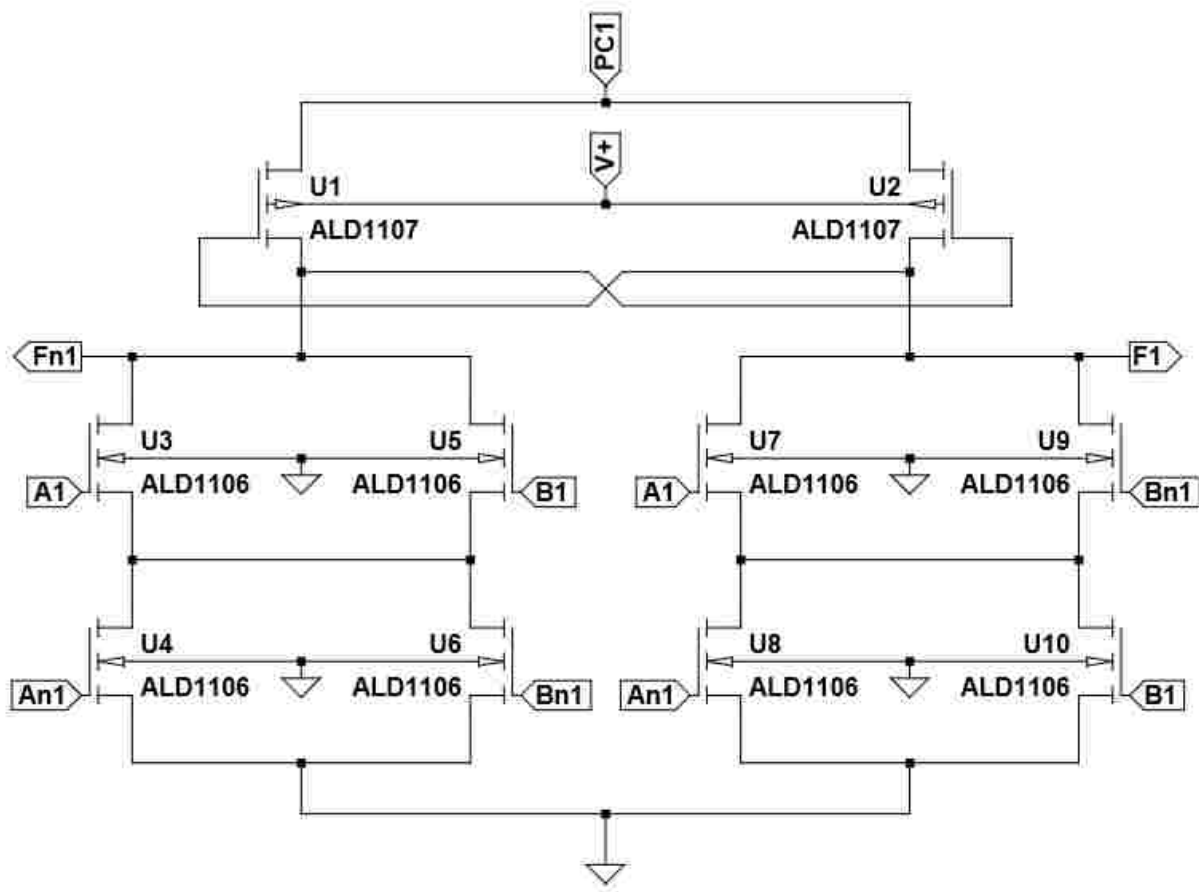 PC1
V+
U1
U2
ALD1107
ALD1107
Fn1
F1
U3
U5
U7
U9
A1
ALD1106
ALD1106
B1
A1
ALD1106
ALD1106
Bn1
U4
U6
U8
U10
An1
ALD1106
ALD1106
Bn1
An1
ALD1106
ALD1106
B1